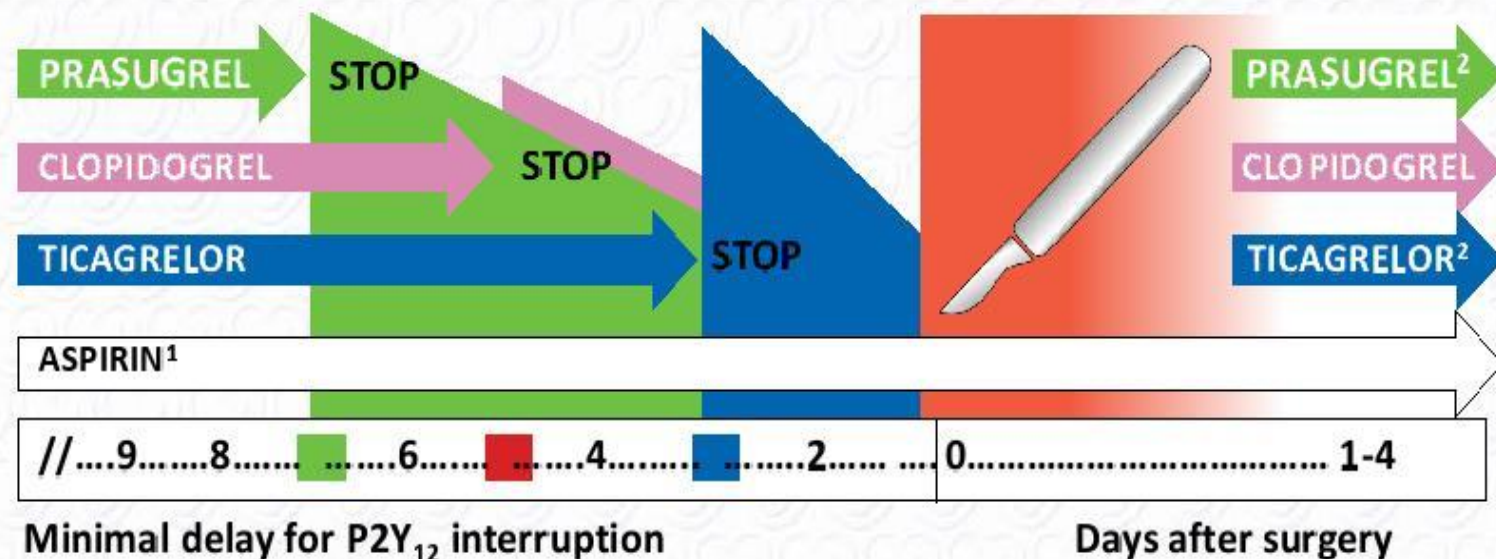 PRASUGREL STOP PRASUGREL²
CLOPIDOGREL STOP CLOPIDOGREL
TICAGRELOR STOP TICAGRELOR²
ASPIRIN¹
//....9.......8....... .......6....... .......4......... ........2...... ....0................................ 1-4
Minimal delay for P2Y₁₂ interruption Days after surgery